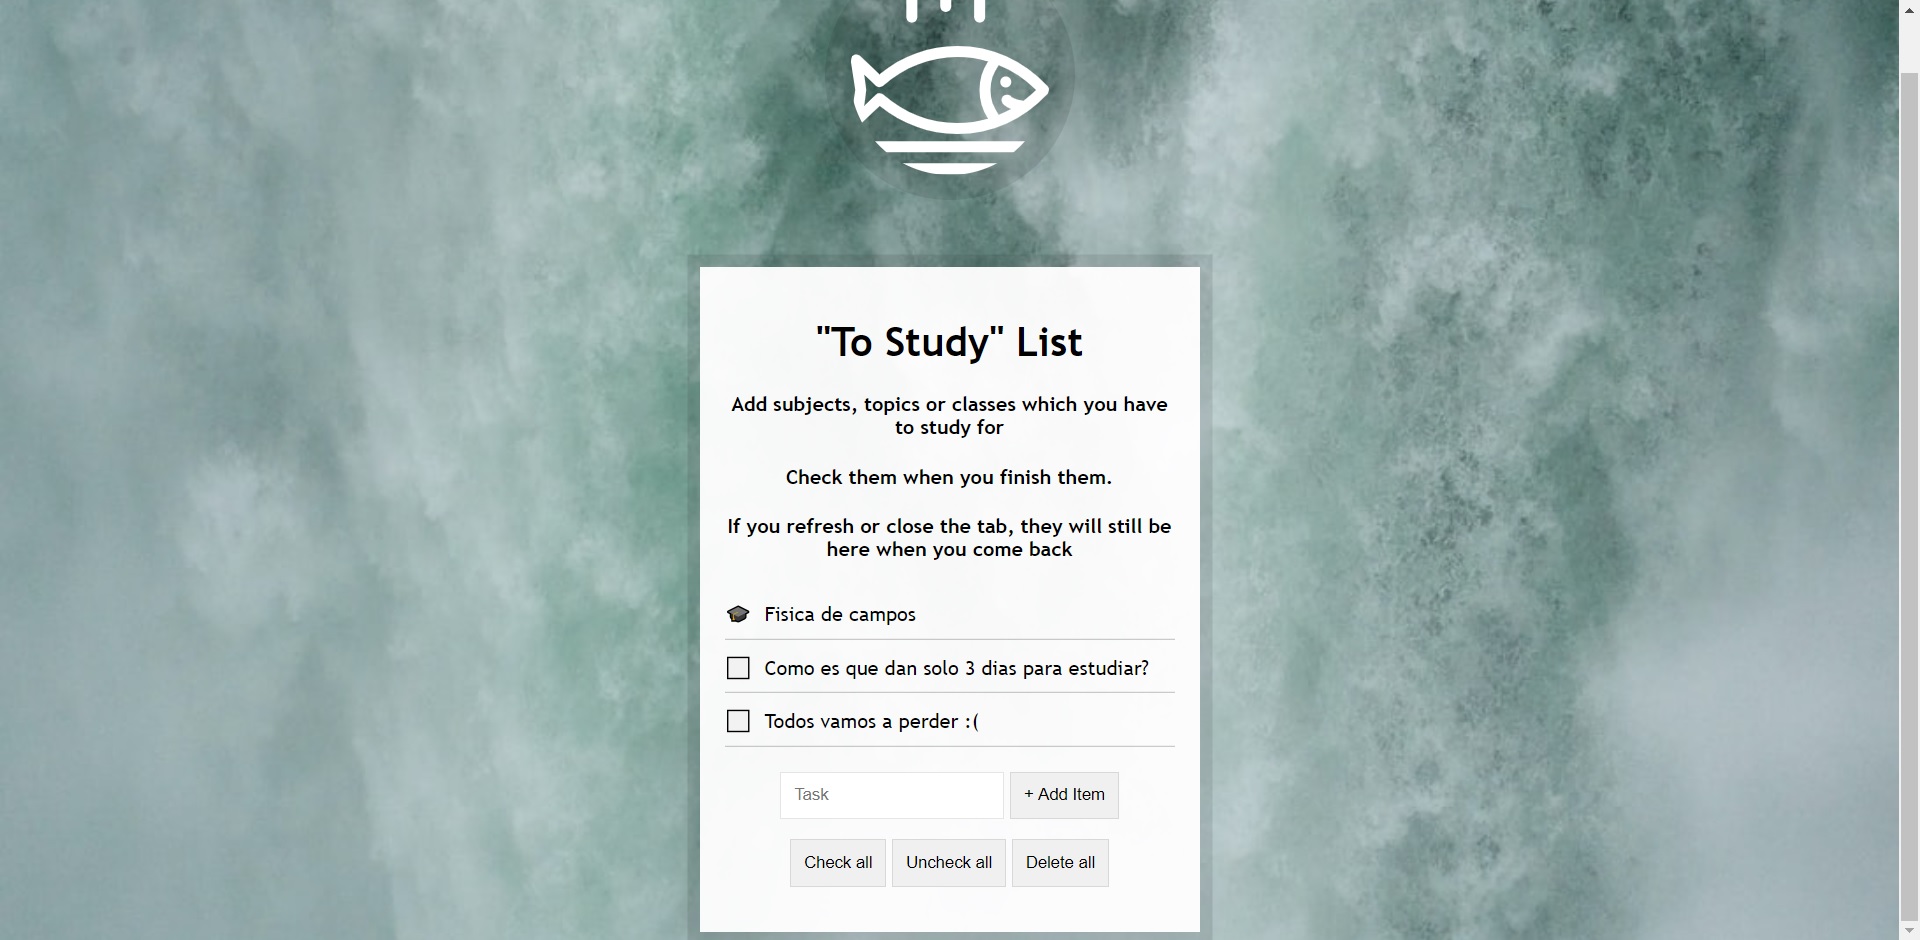 "To Study" List
Add subjects, topics or classes which you have
to study for
Check them when you finish them.
If you refresh or close the tab, they will still be
here when you come back
Fisica de campos
Como es que dan solo 3 dias para estudiar?
Todos vamos a perder :(
Task
+ Add Item
Check all
Uncheck all
Delete all